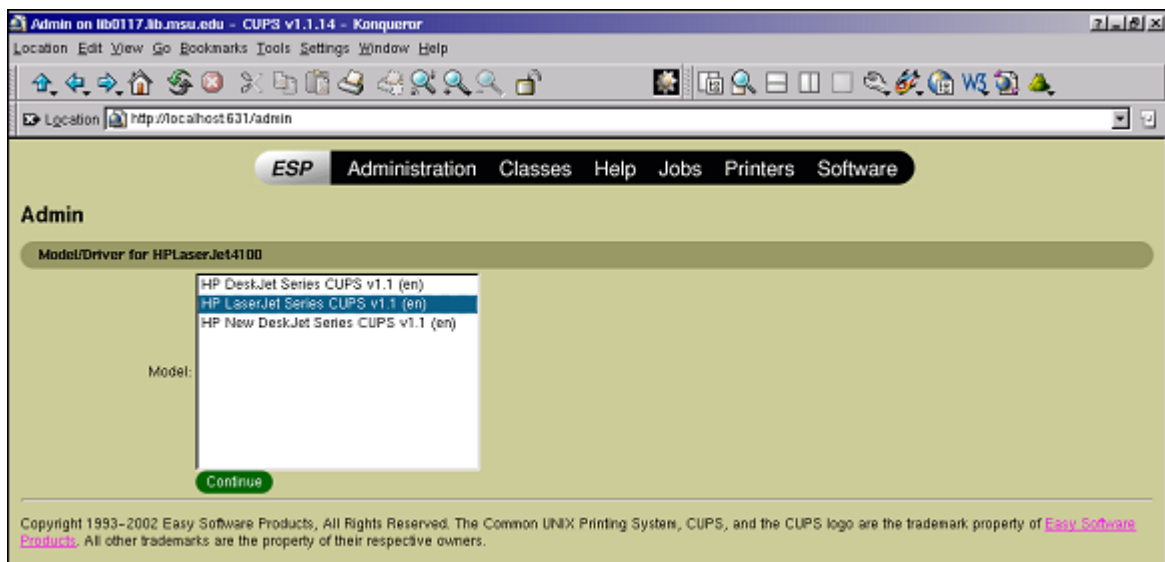 Admin on lib0117.lib.msu.edu - CUPS v1.1.14 - Konqueror
Location Edit View Go Bookmarks Tools Settings Window Help
Location http://localhost:631/admin
ESP Administration Classes Help Jobs Printers Software
Admin
Model/Driver for HPLaserJet4100
HP DeskJet Series CUPS v1.1 (en)
HP LaserJet Series CUPS v1.1 (en)
HP New DeskJet Series CUPS v1.1 (en)
Model:
Continue
Copyright 1993-2002 Easy Software Products, All Rights Reserved. The Common UNIX Printing System, CUPS, and the CUPS logo are the trademark property of Easy Software
Products. All other trademarks are the property of their respective owners.